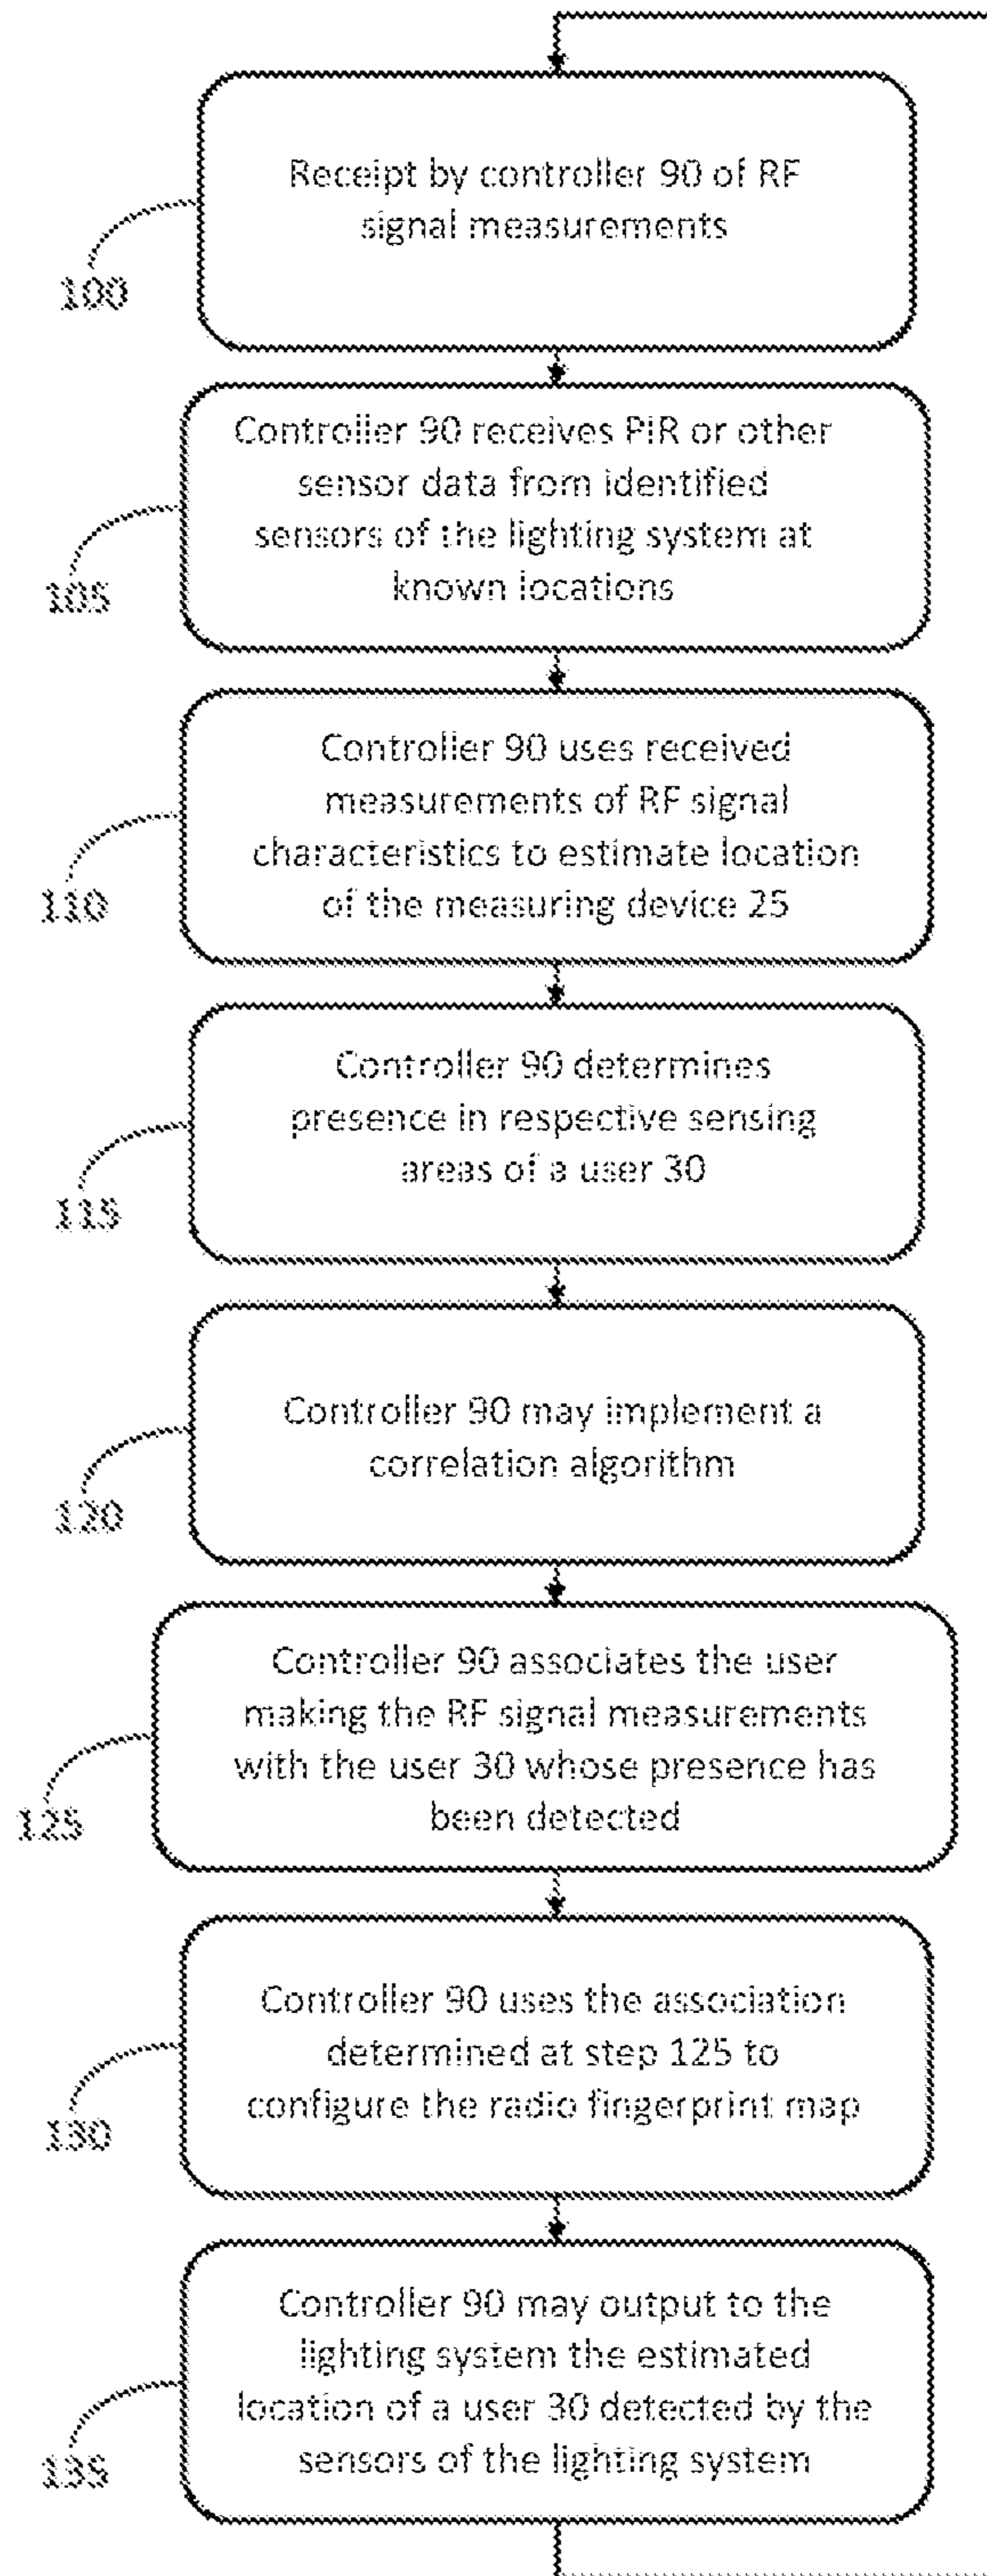 Receipt by controller 90 of RF
signal measurements
100
Controller 90 receives PIR or other
sensor data from identified
sensors of the lighting system at
known locations
105
Controller 90 uses received
measurements of RF signal
characteristics to estimate location
of the measuring device 25
110
Controller 90 determines
presence in respective sensing
areas of a user 30
115
Controller 90 may implement a
correlation algorithm
120
Controller 90 associates the user
making the RF signal measurements
with the user 30 whose presence has
been detected
125
Controller 90 uses the association
determined at step 125 to
configure the radio fingerprint map
130
Controller 90 may output to the
lighting system the estimated
location of a user 30 detected by the
sensors of the lighting system
135